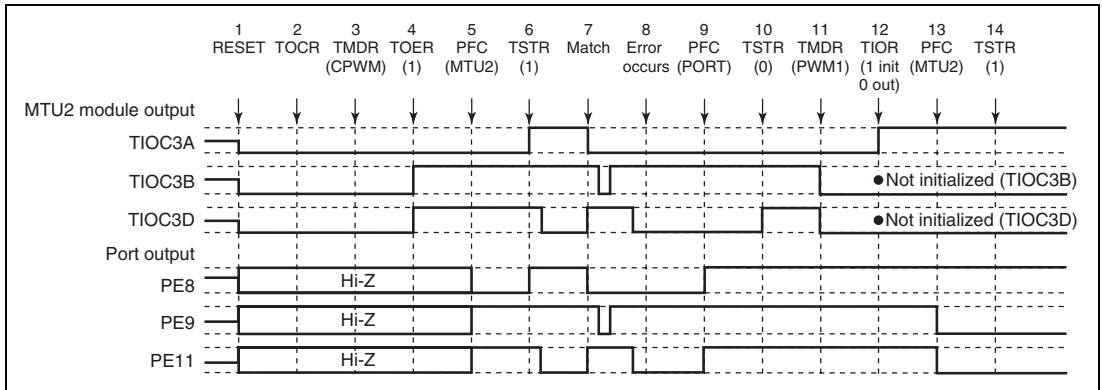 1 2 3 4 5 6 7 8 9 10 11 12 13 14
RESET TOCR TMDR TOER PFC TSTR Match Error PFC TSTR TMDR TIOR PFC TSTR
(CPWM) (1) (MTU2) (1) occurs (PORT) (0) (PWM1) (1 init (MTU2) (1)
0 out)
MTU2 module output
TIOC3A
TIOC3B
●Not initialized (TIOC3B)
TIOC3D
●Not initialized (TIOC3D)
Port output
PE8
Hi-Z
PE9
Hi-Z
PE11
Hi-Z